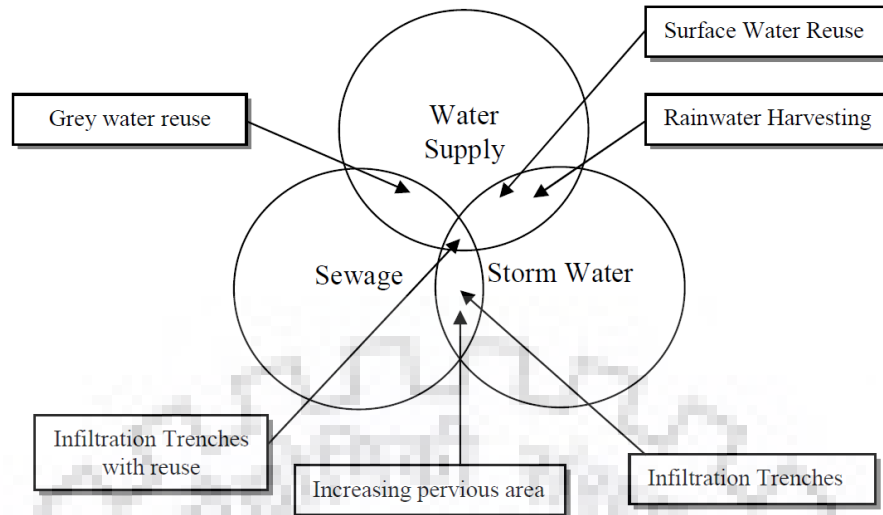 Surface Water Reuse
Grey water reuse
Water
Supply
Rainwater Harvesting
Sewage
Storm Water
Infiltration Trenches
with reuse
Increasing pervious area
Infiltration Trenches